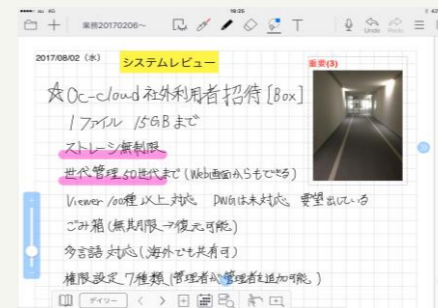 au 4G 19:25
業務20170206〜
Undo Redo
2017/08/02 (水)
システムレビュー
重要(3)
☆Oc-cloud 社外利用者招待 [Box]
1ファイル 15GBまで
ストレージ無制限
世代管理50世代まで (Web画面からもできる)
Viewer 100種以上対応 DWGは未対応 要望出している
ごみ箱 (無期限→復元可能)
多言語対応 (海外でも共有可)
権限設定 7種類 (管理者が管理者を追加可能。)
デイリー